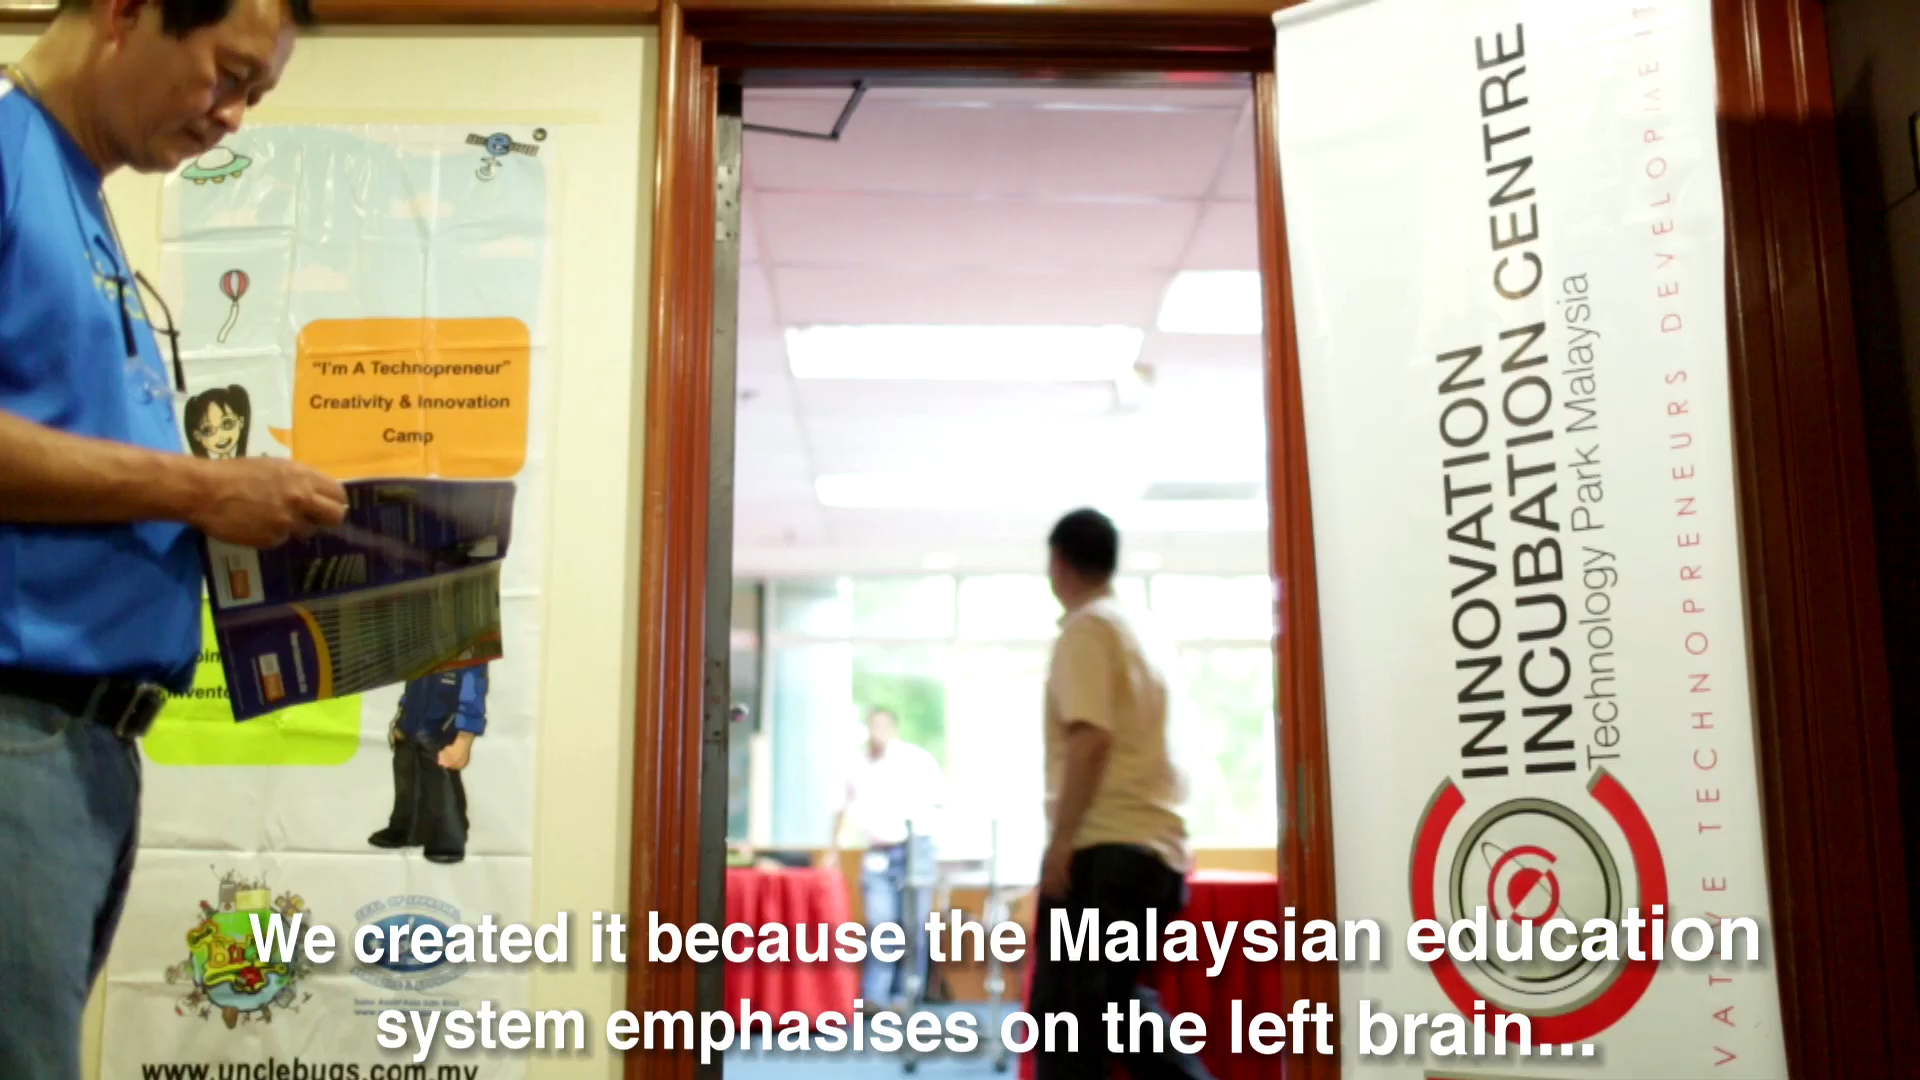 "I'm A Technopreneur"
Creativity & Innovation
Camp
www.unclebugs.com.my
INNOVATION
INCUBATION CENTRE
Technology Park Malaysia
TECHNOPRENEURS
We created it because the Malaysian education
system emphasises on the left brain...